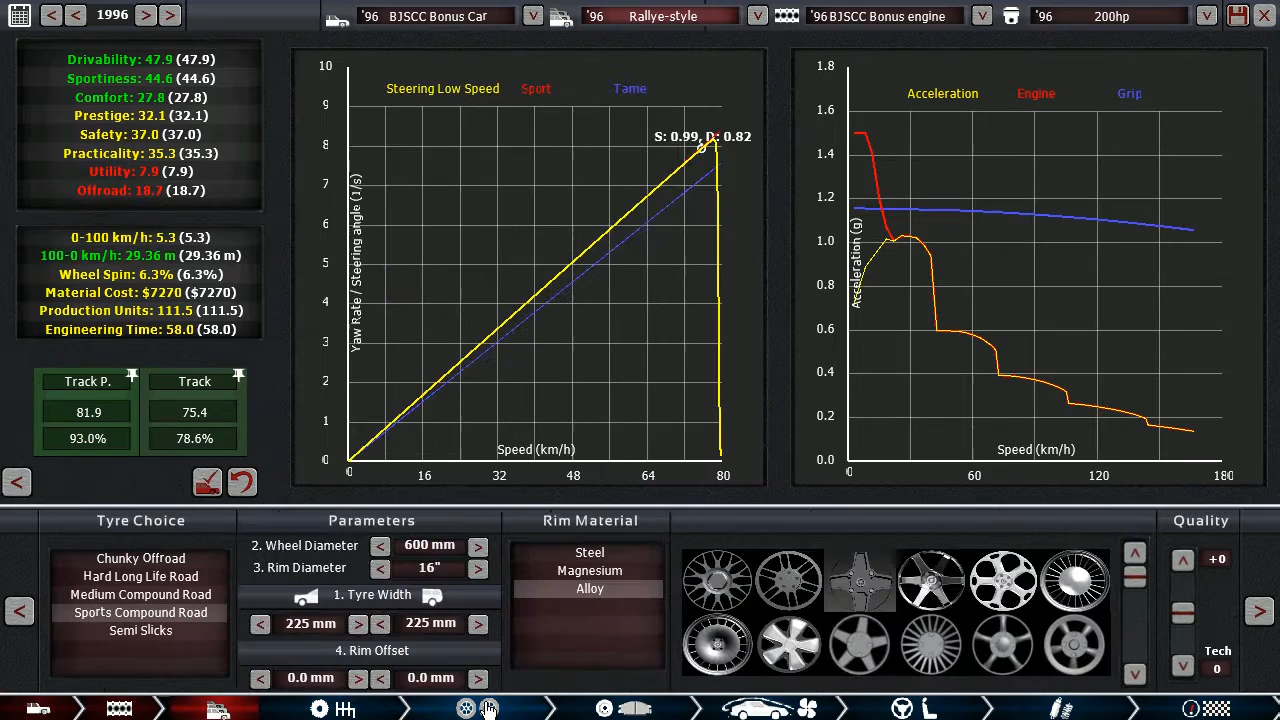 1996
'96 BJSCC Bonus Car
'96 Rallye-style
'96 BJSCC Bonus engine
'96 200hp
Drivability: 47.9 (47.9)
Sportiness: 44.6 (44.6)
Comfort: 27.8 (27.8)
Prestige: 32.1 (32.1)
Safety: 37.0 (37.0)
Practicality: 35.3 (35.3)
Utility: 7.9 (7.9)
Offroad: 18.7 (18.7)
0-100 km/h: 5.3 (5.3)
100-0 km/h: 29.36 m (29.36 m)
Wheel Spin: 6.3% (6.3%)
Material Cost: $7270 ($7270)
Production Units: 111.5 (111.5)
Engineering Time: 58.0 (58.0)
Track P. Track
81.9 75.4
93.0% 78.6%
Steering Low Speed Sport Tame
S: 0.99, D: 0.82
Yaw Rate / Steering angle (1/s)
10
9
8
7
6
5
4
3
2
1
0
Speed (km/h)
0 16 32 48 64 80
Acceleration Engine Grip
Acceleration (g)
1.8
1.6
1.4
1.2
1.0
0.8
0.6
0.4
0.2
0.0
Speed (km/h)
0 60 120 180
Tyre Choice
Chunky Offroad
Hard Long Life Road
Medium Compound Road
Sports Compound Road
Semi Slicks
Parameters
2. Wheel Diameter < 600 mm >
3. Rim Diameter < 16" >
1. Tyre Width
< 225 mm > < 225 mm >
4. Rim Offset
< 0.0 mm > < 0.0 mm >
Rim Material
Steel
Magnesium
Alloy
Quality
+0
Tech
0